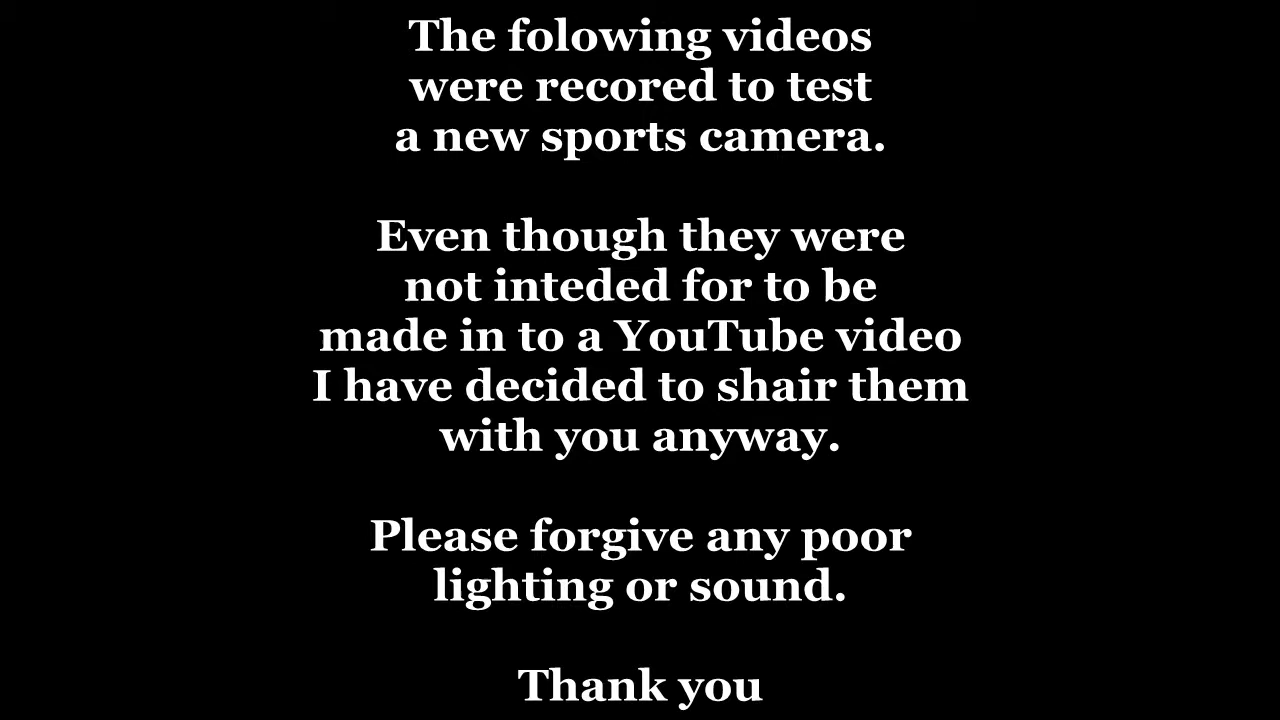 The folowing videos
were recored to test
a new sports camera.
Even though they were
not inteded for to be
made in to a YouTube video
I have decided to shair them
with you anyway.
Please forgive any poor
lighting or sound.
Thank you